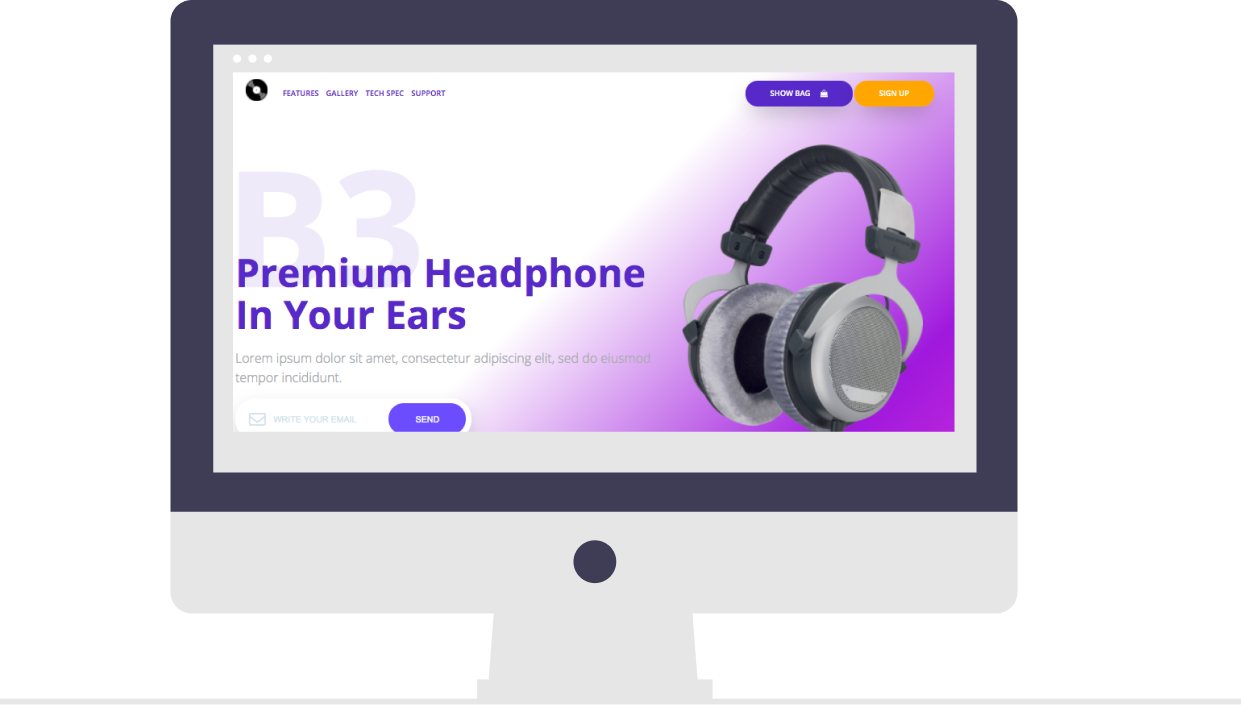 FEATURES GALLERY TECH SPEC SUPPORT SHOW BAG SIGN UP
B3
Premium Headphone
In Your Ears
Lorem ipsum dolor sit amet, consectetur adipiscing elit, sed do eiusmod
tempor incididunt.
WRITE YOUR EMAIL SEND